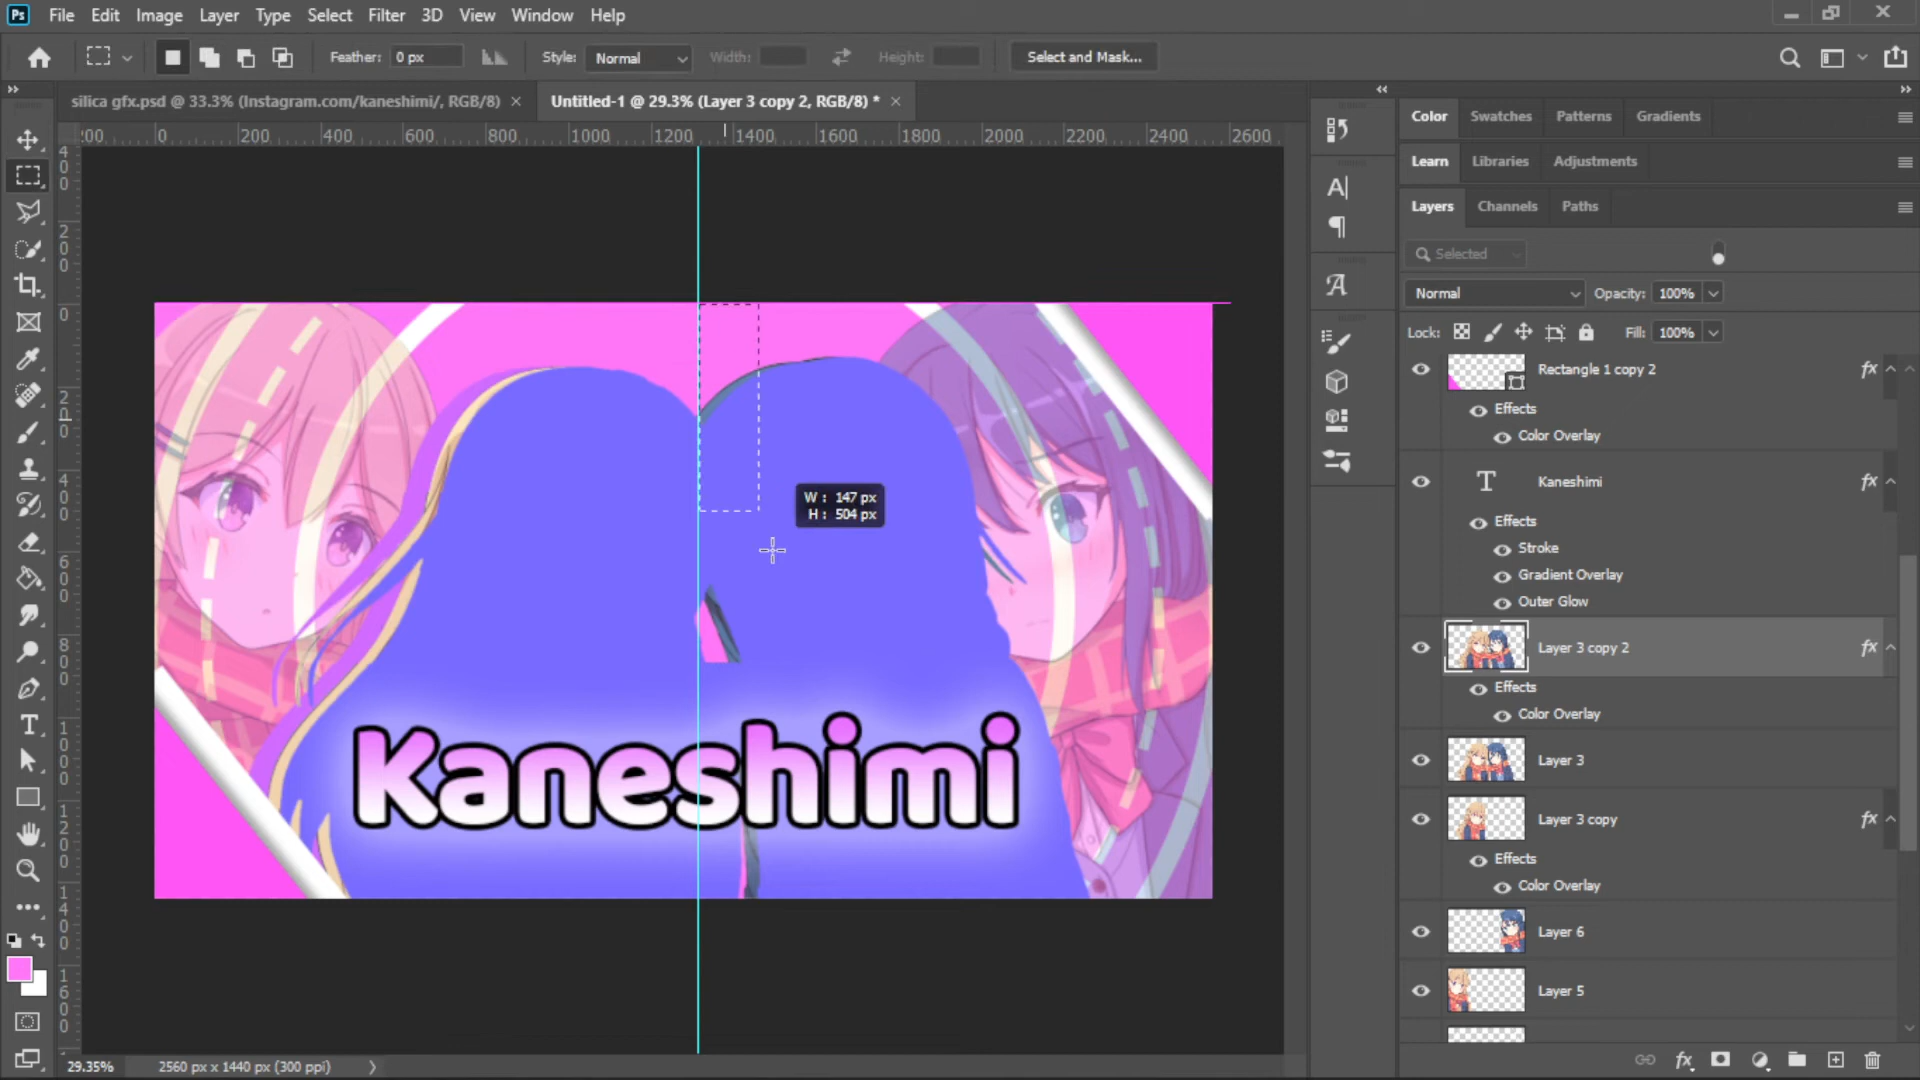 Ps File Edit Image Layer Type Select Filter 3D View Window Help
Feather: 0 px Style: Normal Width: Height: Select and Mask...
silica gfx.psd @ 33.3% (Instagram.com/kaneshimi/, RGB/8) × Untitled-1 @ 29.3% (Layer 3 copy 2, RGB/8) * ×
0 200 400 600 800 1000 1200 1400 1600 1800 2000 2200 2400 2600
Color Swatches Patterns Gradients
Learn Libraries Adjustments
Layers Channels Paths
Selected
Normal Opacity: 100%
Lock: Fill: 100%
Rectangle 1 copy 2 fx
Effects
Color Overlay
T Kaneshimi fx
Effects
Stroke
Gradient Overlay
Outer Glow
Layer 3 copy 2 fx
Effects
Color Overlay
Layer 3
Layer 3 copy fx
Effects
Color Overlay
Layer 6
Layer 5
W : 147 px
H : 504 px
Kaneshimi
29.35% 2560 px x 1440 px (300 ppi)